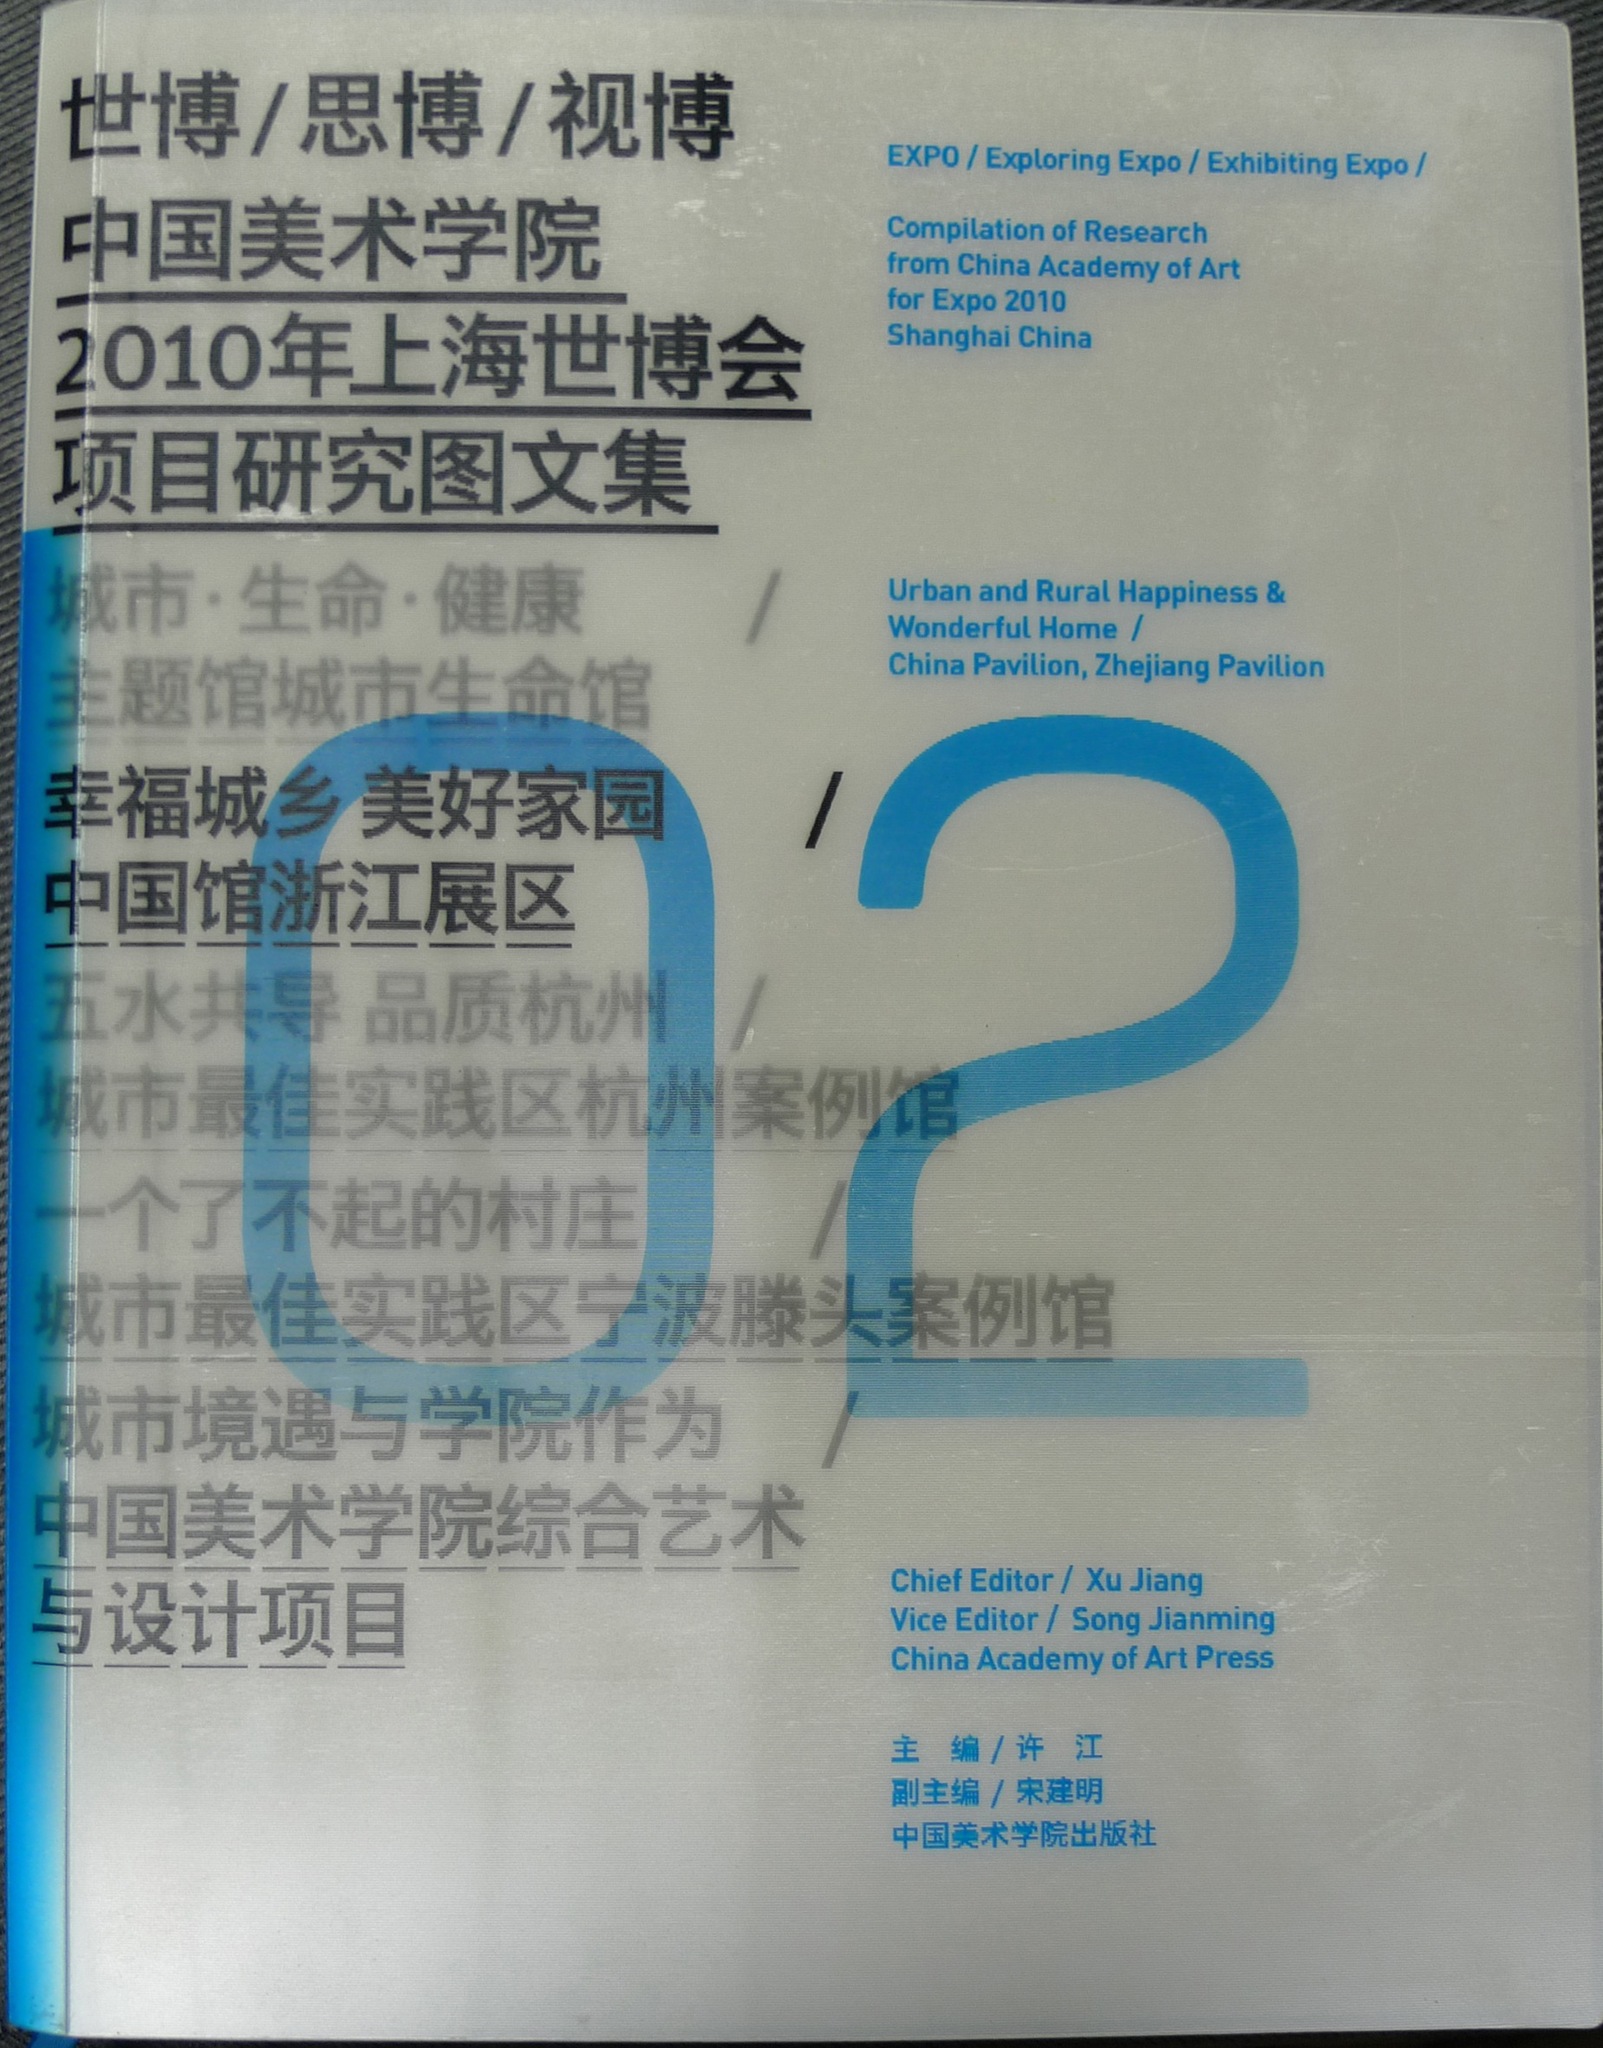 世博/思博/视博
中国美术学院
2010年上海世博会
项目研究图文集
城市·生命·健康 /
主题馆城市生命馆
幸福城乡 美好家园 /
中国馆浙江展区
五水共导 品质杭州 /
城市最佳实践区杭州案例馆
一个了不起的村庄 /
城市最佳实践区宁波滕头案例馆
城市境遇与学院作为 /
中国美术学院综合艺术
与设计项目
EXPO / Exploring Expo / Exhibiting Expo /
Compilation of Research
from China Academy of Art
for Expo 2010
Shanghai China
Urban and Rural Happiness &
Wonderful Home /
China Pavilion, Zhejiang Pavilion
02
Chief Editor / Xu Jiang
Vice Editor / Song Jianming
China Academy of Art Press
主 编 / 许 江
副主编 / 宋建明
中国美术学院出版社